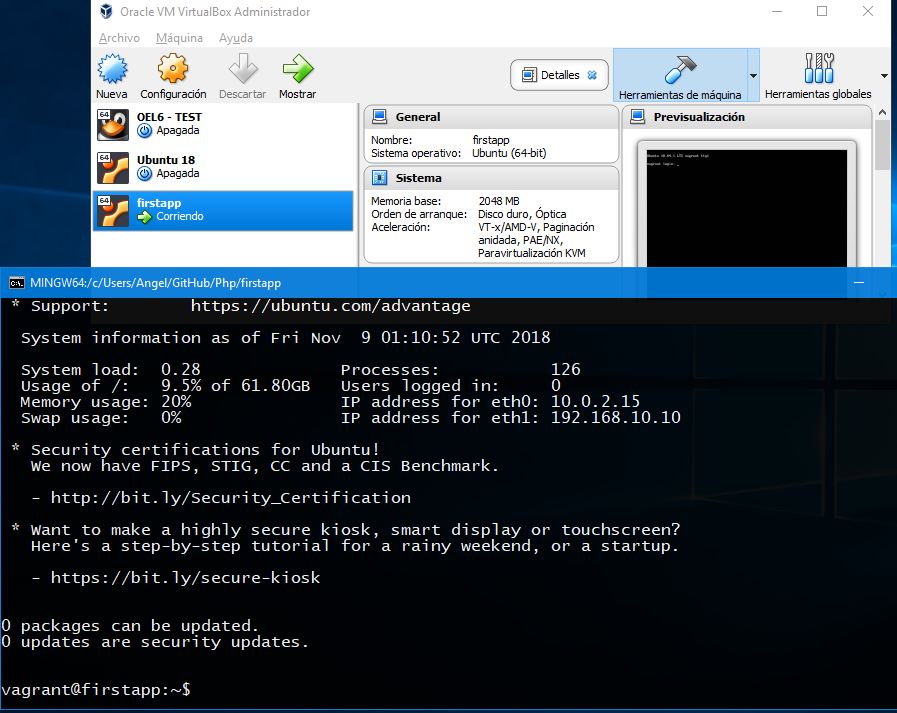 Oracle VM VirtualBox Administrador
Archivo Máquina Ayuda
Nueva Configuración Descartar Mostrar
Detalles
Herramientas de máquina Herramientas globales
64 OEL6 - TEST
Apagada
64 Ubuntu 18
Apagada
64 firstapp
Corriendo
General
Nombre: firstapp
Sistema operativo: Ubuntu (64-bit)
Sistema
Memoria base: 2048 MB
Orden de arranque: Disco duro, Óptica
Aceleración: VT-x/AMD-V, Paginación
anidada, PAE/NX,
Paravirtualización KVM
Previsualización
MINGW64:/c/Users/Angel/GitHub/Php/firstapp
* Support: https://ubuntu.com/advantage
System information as of Fri Nov 9 01:10:52 UTC 2018
System load: 0.28 Processes: 126
Usage of /: 9.5% of 61.80GB Users logged in: 0
Memory usage: 20% IP address for eth0: 10.0.2.15
Swap usage: 0% IP address for eth1: 192.168.10.10
* Security certifications for Ubuntu!
We now have FIPS, STIG, CC and a CIS Benchmark.
- http://bit.ly/Security_Certification
* Want to make a highly secure kiosk, smart display or touchscreen?
Here's a step-by-step tutorial for a rainy weekend, or a startup.
- https://bit.ly/secure-kiosk
0 packages can be updated.
0 updates are security updates.
vagrant@firstapp:~$